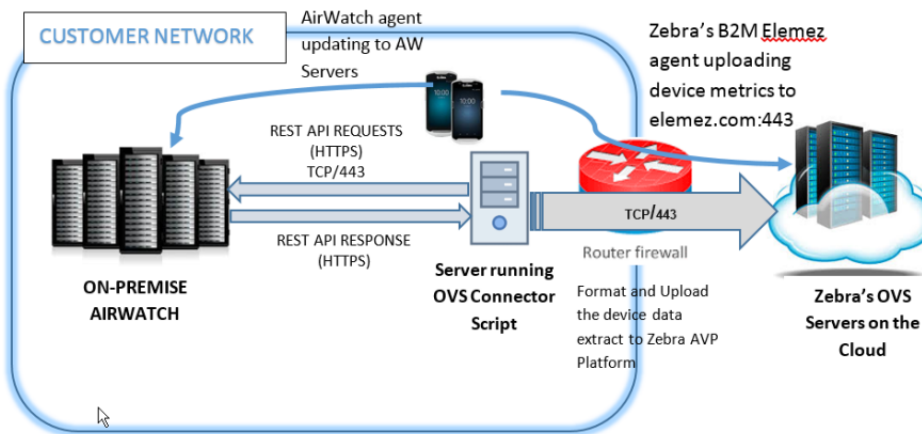 CUSTOMER NETWORK
AirWatch agent
updating to AW
Servers
Zebra's B2M Elemez
agent uploading
device metrics to
elemez.com:443
REST API REQUESTS
(HTTPS)
TCP/443
REST API RESPONSE
(HTTPS)
TCP/443
Router firewall
ON-PREMISE
AIRWATCH
Server running
OVS Connector
Script
Format and Upload
the device data
extract to Zebra AVP
Platform
Zebra's OVS
Servers on the
Cloud